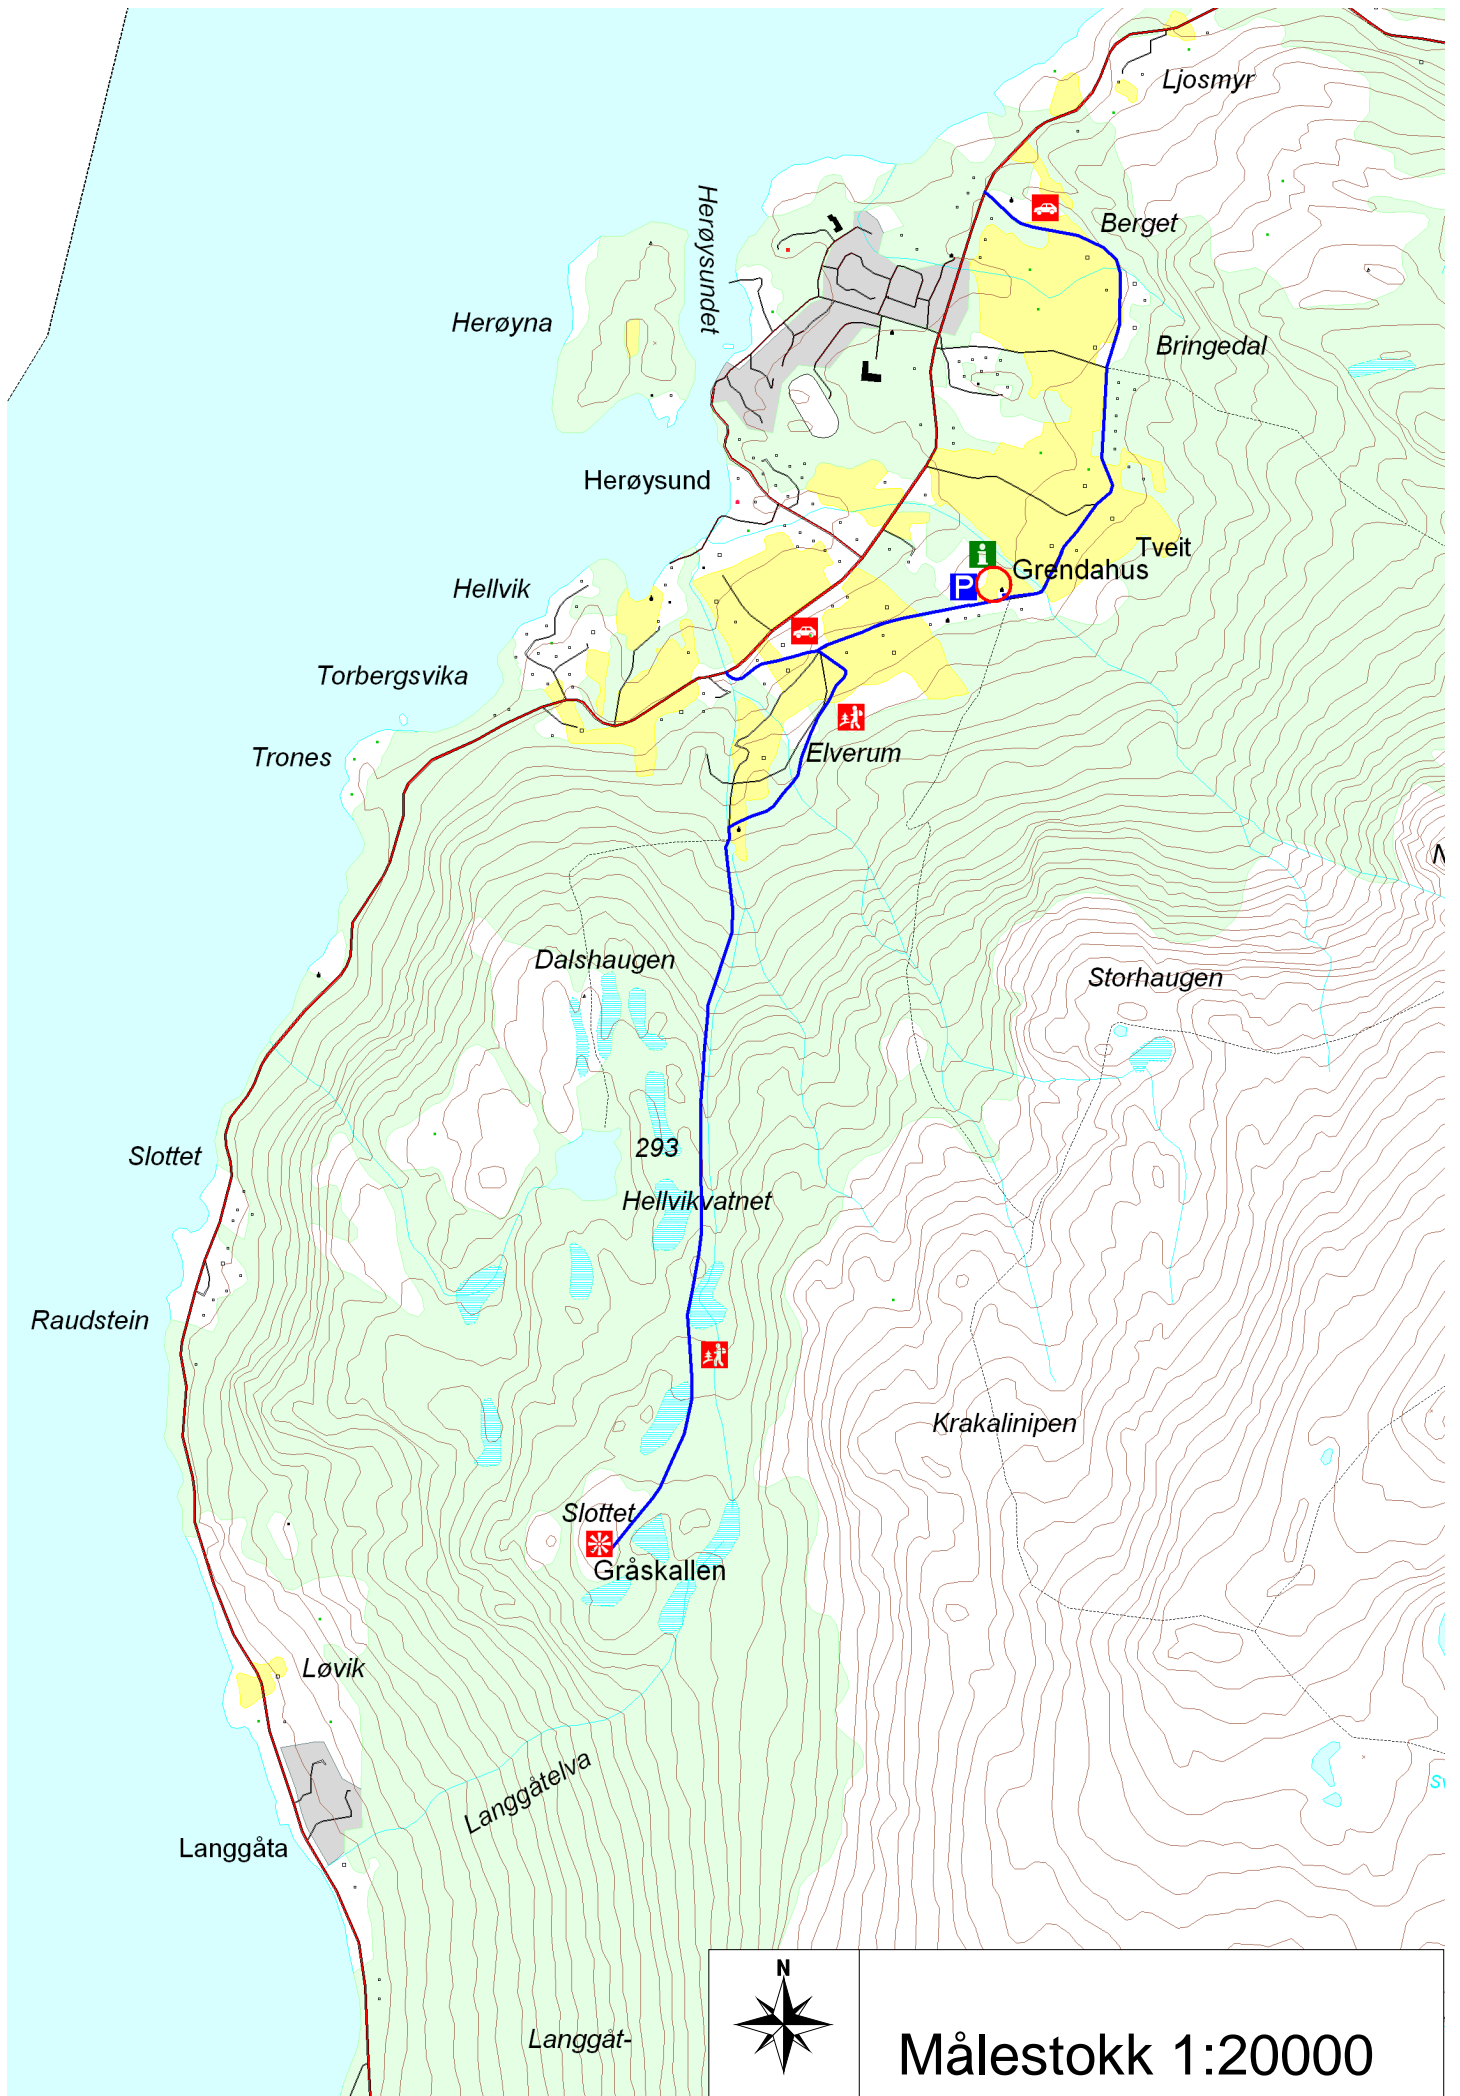 Ljosmyr
Berget
Herøysundet
Herøyna
Bringedal
Herøysund
Tveit
Grendahus
P
Hellvik
Torbergsvika
Trones
Elverum
Dalshaugen
Storhaugen
293
Slottet
Hellvikvatnet
Raudstein
Krakalinipen
Slottet
Gråskallen
Løvik
Langgåtelva
Langgåta
N
Langgåt-
Målestokk 1:20000